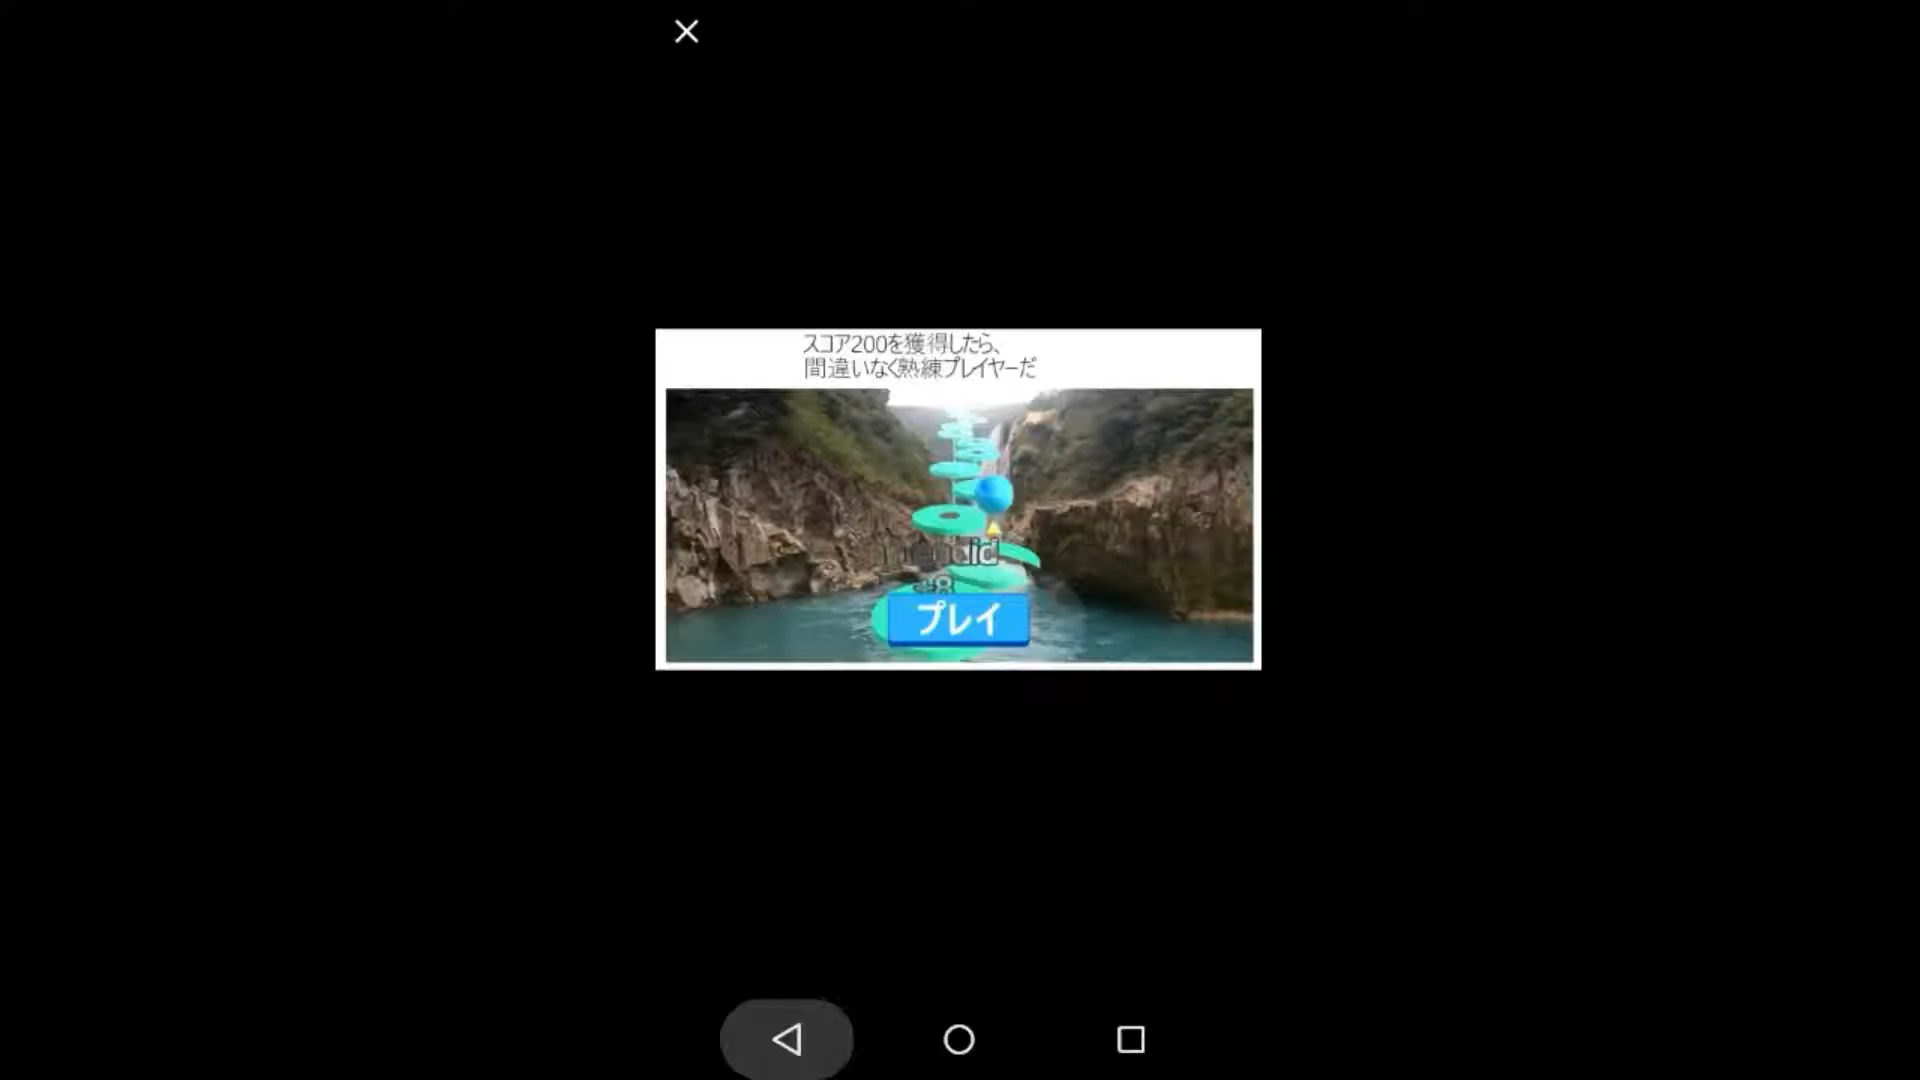 スコア200を獲得したら、
間違いなく熟練プレイヤーだ
プレイ